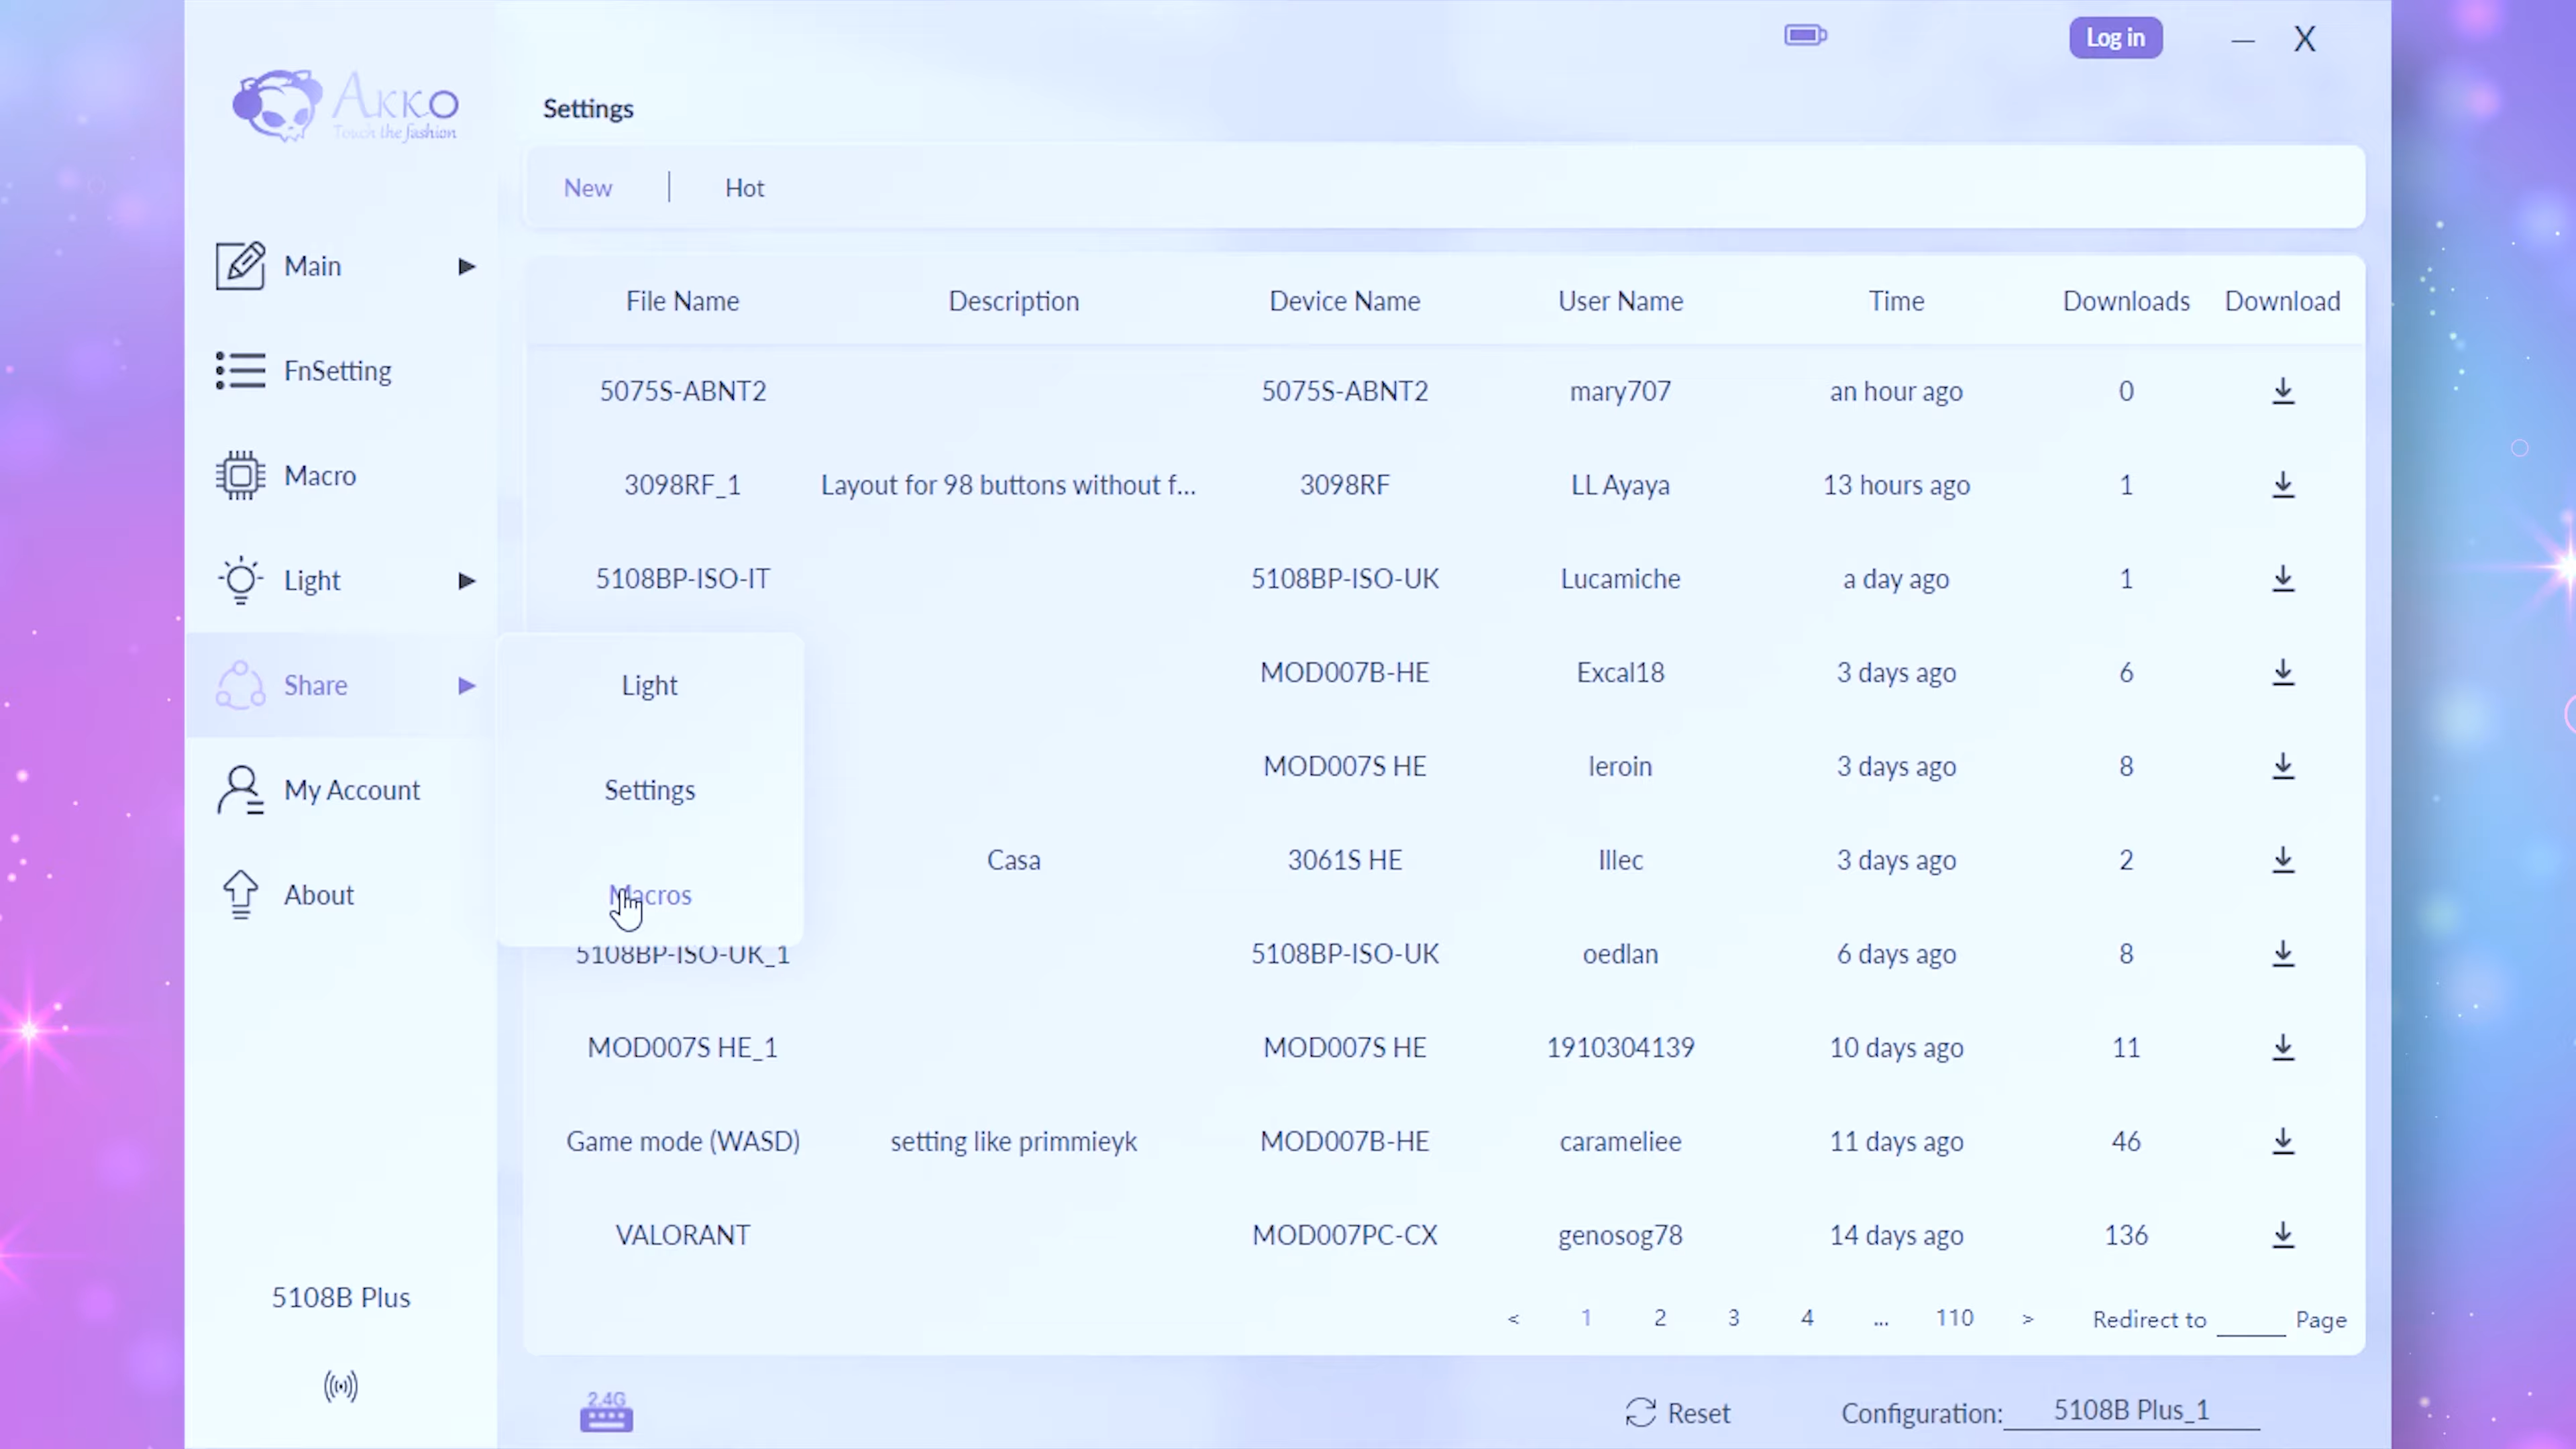 Log in
X
AKKO
Touch the fashion
Settings
New | Hot
Main
FnSetting
Macro
Light
Share
My Account
About
Light
Settings
Macros
File Name Description Device Name User Name Time Downloads Download
5075S-ABNT2 5075S-ABNT2 mary707 an hour ago 0
3098RF_1 Layout for 98 buttons without f... 3098RF LL Ayaya 13 hours ago 1
5108BP-ISO-IT 5108BP-ISO-UK Lucamiche a day ago 1
MOD007B-HE Excal18 3 days ago 6
MOD007S HE leroin 3 days ago 8
Casa 3061S HE 3 days ago 2
5108BP-ISO-UK_1 5108BP-ISO-UK oedlan 6 days ago 8
MOD007S HE_1 MOD007S HE 1910304139 10 days ago 11
Game mode (WASD) setting like primmieyk MOD007B-HE carameliee 11 days ago 46
VALORANT MOD007PC-CX genosog78 14 days ago 136
< 1 2 3 4 ... 110 > Redirect to Page
5108B Plus
2.4G
Reset
Configuration: 5108B Plus_1